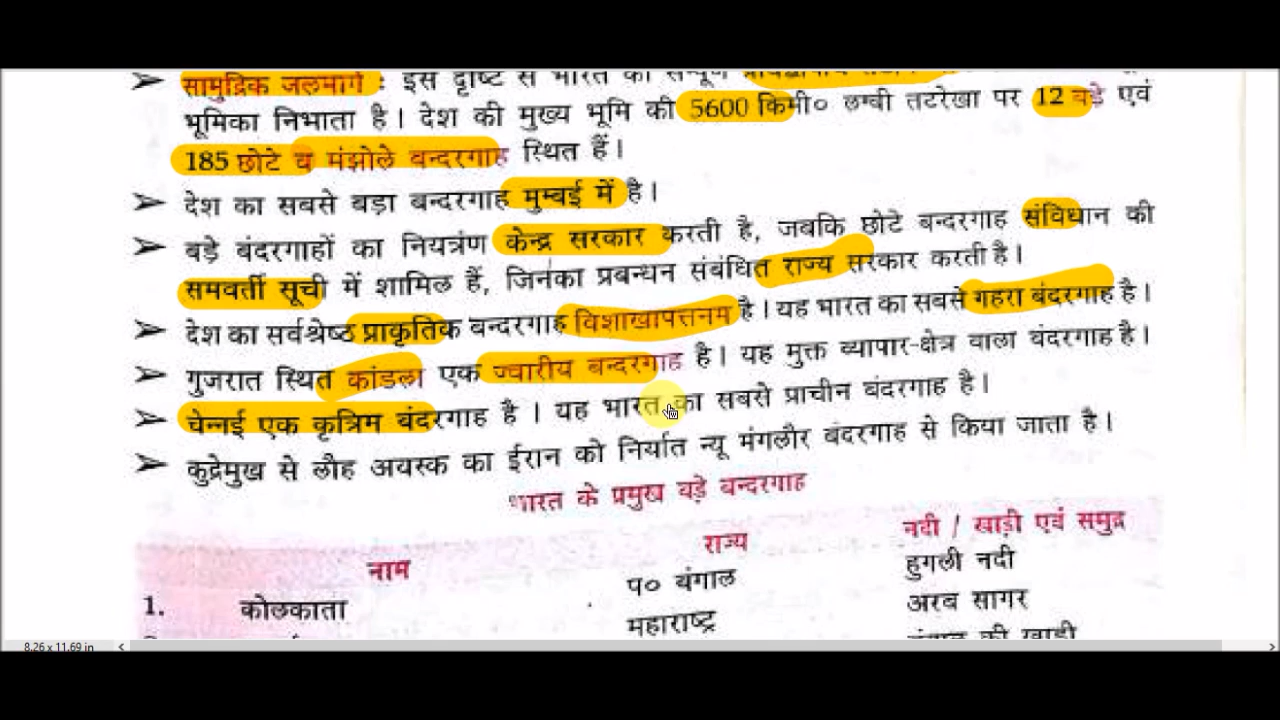 ➢ सामुद्रिक जलमार्ग : इस दृष्टि से भारत का सम्पूर्ण
भूमिका निभाता है। देश की मुख्य भूमि की 5600 किमी० लम्बी तटरेखा पर 12 बड़े एवं
185 छोटे व मंझोले बन्दरगाह स्थित हैं।
➢ देश का सबसे बड़ा बन्दरगाह मुम्बई में है।
➢ बड़े बंदरगाहों का नियत्रंण केन्द्र सरकार करती है, जबकि छोटे बन्दरगाह संविधान की
समवर्ती सूची में शामिल हैं, जिनका प्रबन्धन संबंधित राज्य सरकार करती है।
➢ देश का सर्वश्रेष्ठ प्राकृतिक बन्दरगाह विशाखापत्तनम है। यह भारत का सबसे गहरा बंदरगाह है।
➢ गुजरात स्थित कांडला एक ज्वारीय बन्दरगाह है। यह मुक्त व्यापार-क्षेत्र वाला बंदरगाह है।
➢ चेन्नई एक कृत्रिम बंदरगाह है । यह भारत का सबसे प्राचीन बंदरगाह है।
➢ कुद्रेमुख से लौह अयस्क का ईरान को निर्यात न्यू मंगलौर बंदरगाह से किया जाता है।
भारत के प्रमुख बड़े बन्दरगाह
नाम राज्य नदी / खाड़ी एवं समुद्र
1. कोलकाता प० बंगाल हुगली नदी
महाराष्ट्र अरब सागर
8.26 x 11.69 in